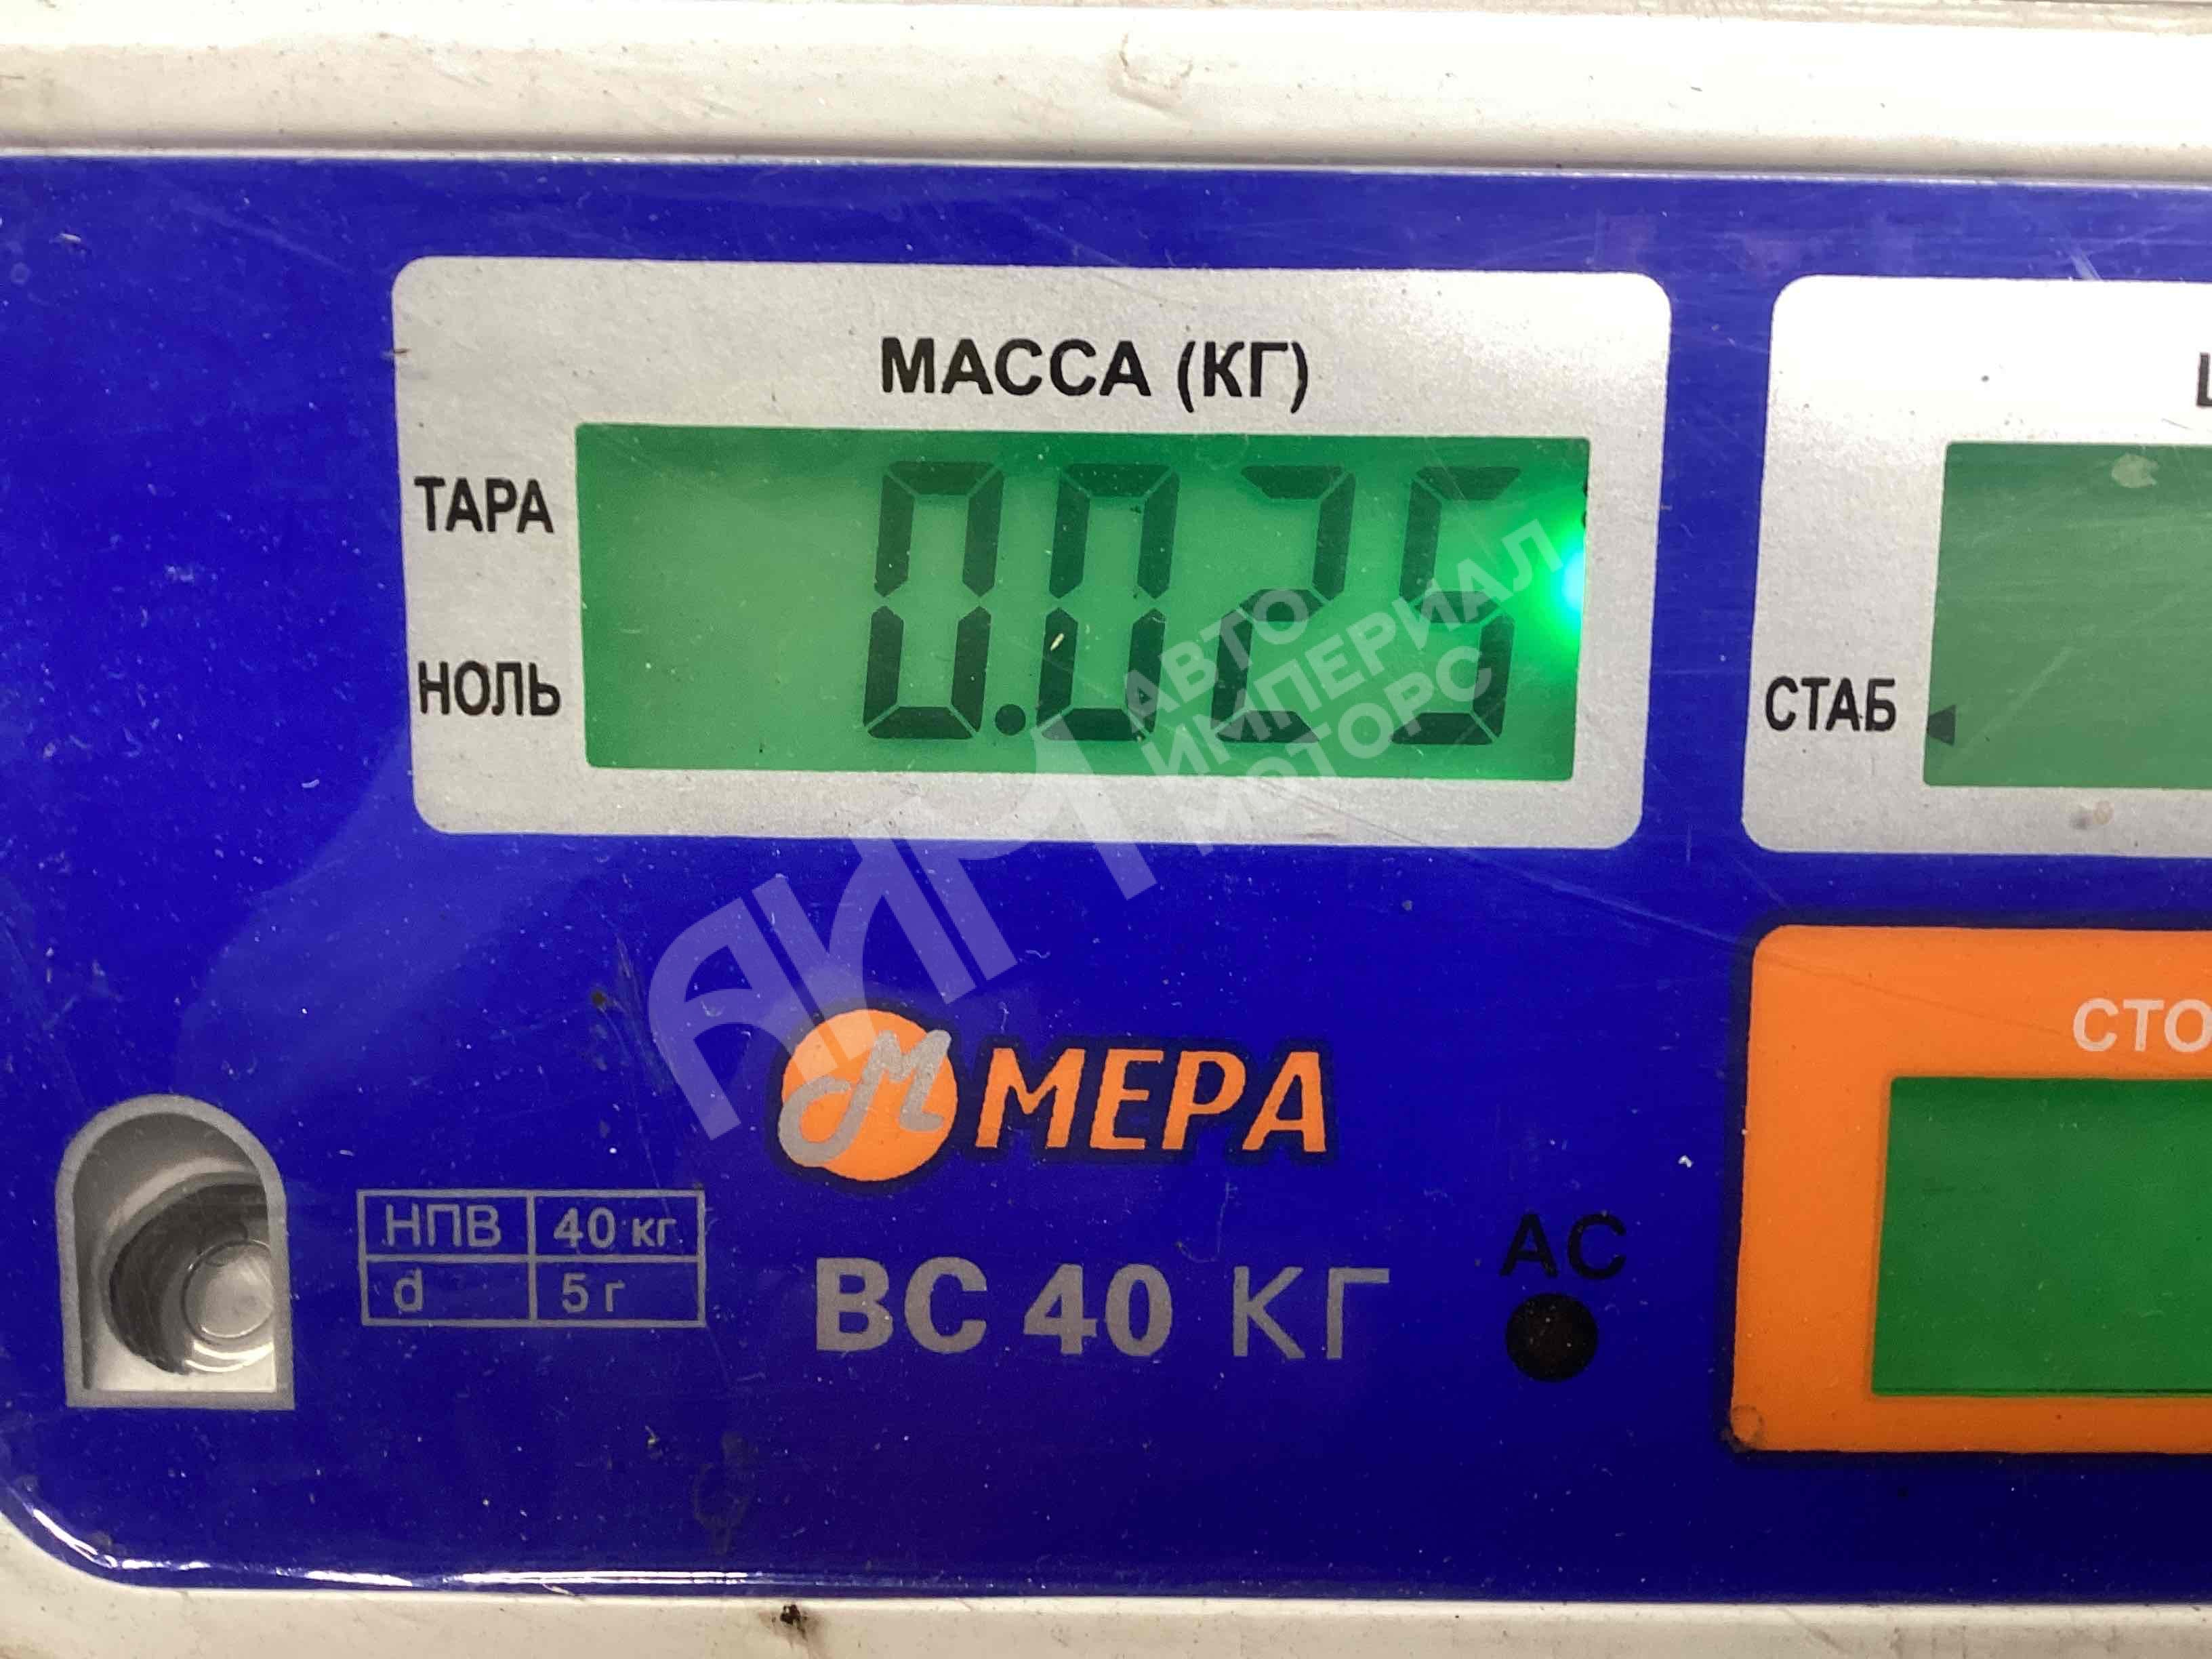 МАССА (КГ)
ТАРА
0.025
НОЛЬ
СТАБ
АИМ
АВТО
ИМПЕРИАЛ
МОТОРС
М МЕРА
НПВ 40 кг.
d 5 г
ВС 40 КГ
АС